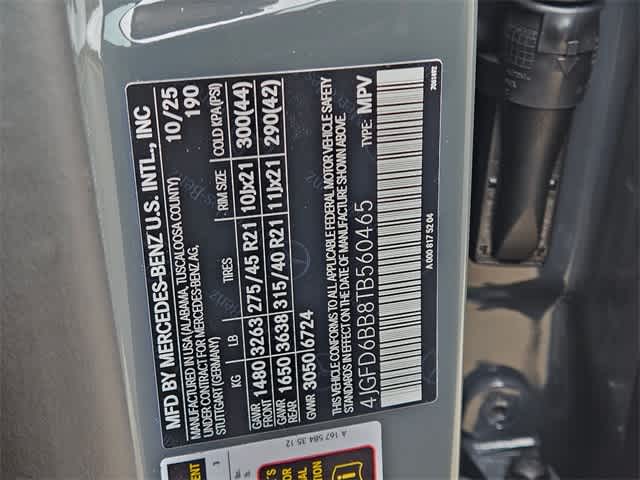 MFD BY MERCEDES-BENZ U.S. INTL., INC
MANUFACTURED IN USA (ALABAMA, TUSCALOOSA COUNTY) 10/25
UNDER CONTRACT FOR MERCEDES-BENZ AG, 190
STUTTGART (GERMANY)
KG LB TIRES RIM SIZE COLD KPA(PSI)
GAWR FRONT 1480 3263 275/45 R21 10Jx21 300(44)
GAWR REAR 1650 3638 315/40 R21 11Jx21 290(42)
GWR 3050 6724
THIS VEHICLE CONFORMS TO ALL APPLICABLE FEDERAL MOTOR VEHICLE SAFETY
STANDARDS IN EFFECT ON THE DATE OF MANUFACTURE SHOWN ABOVE.
4JGFD6BB8TB560465 TYPE: MPV
A 000 817 52 04
A 167 584 35 12
3